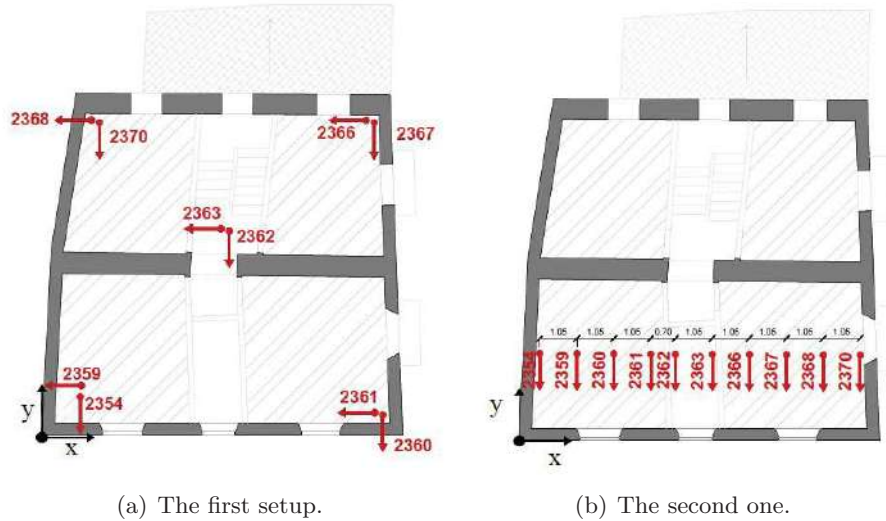 2368
2370
2366
2367
2363
2362
2359
2354
2361
2360
y
x
1.05 1.05 1.05 0.70 1.05 1.05 1.05 1.05 1.05
2354 2359 2360 2361 2362 2363 2366 2367 2368 2370
y
x
(a) The first setup.
(b) The second one.